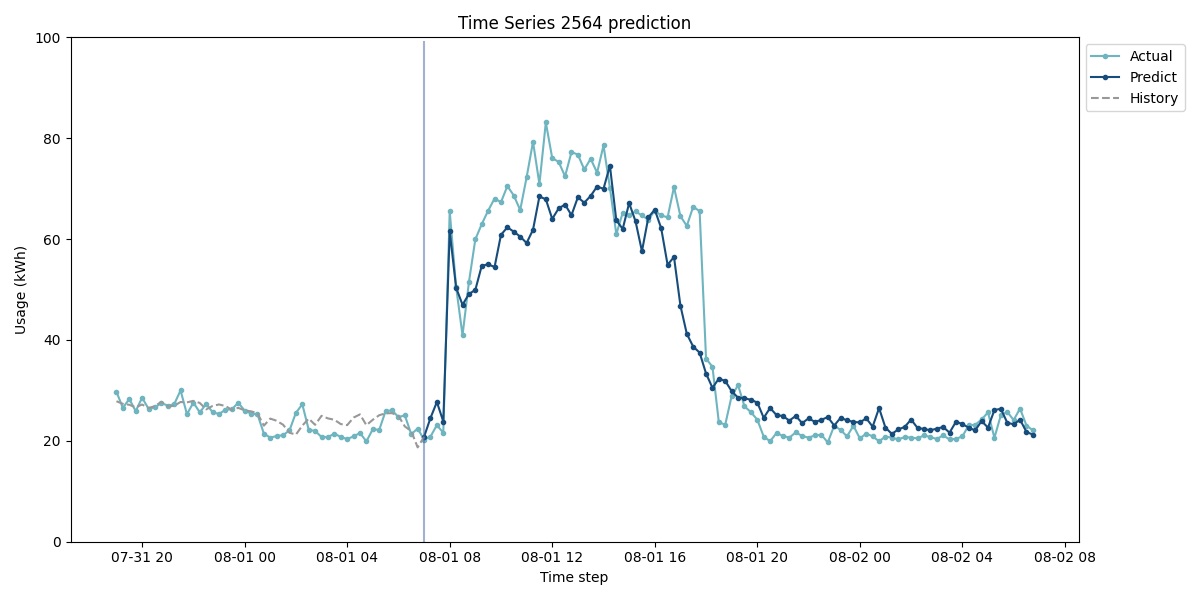 Time Series 2564 prediction
100
80
60
40
20
0
Usage (kWh)
07-31 20
08-01 00
08-01 04
08-01 08
08-01 12
08-01 16
08-01 20
08-02 00
08-02 04
08-02 08
Time step
Actual
Predict
History